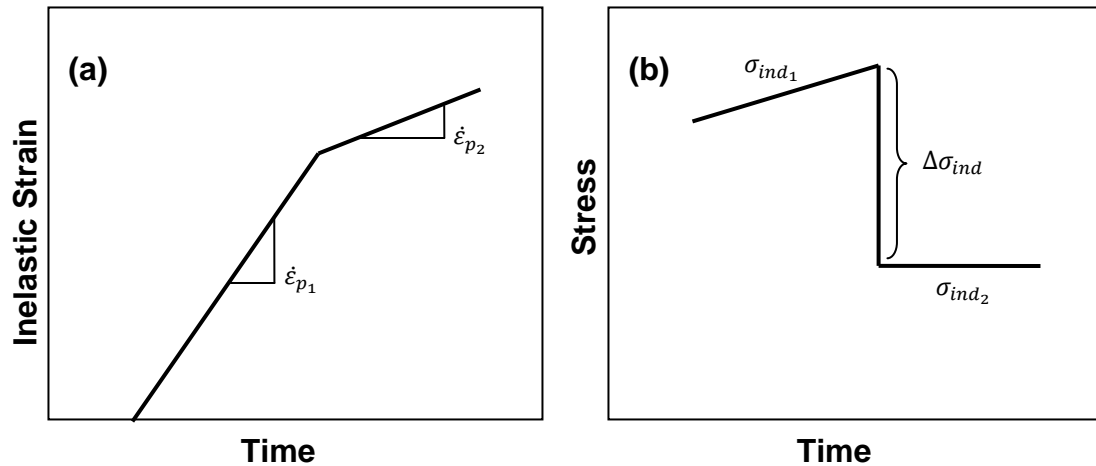 (a)
ε̇p₁
ε̇p₂
Inelastic Strain
Time
(b)
σind₁
Δσind
σind₂
Stress
Time